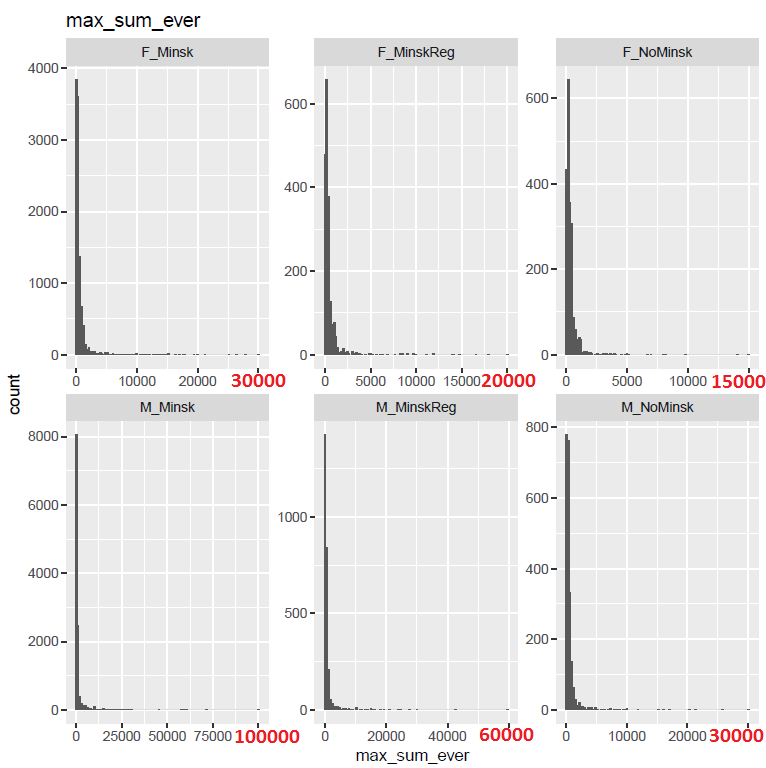 max_sum_ever
F_Minsk F_MinskReg F_NoMinsk
4000
3000
2000
1000
0
600
400
200
0
600
400
200
0
0 10000 20000 30000
0 5000 10000 15000 20000
0 5000 10000 15000
count
M_Minsk M_MinskReg M_NoMinsk
8000
6000
4000
2000
0
1000
500
0
800
600
400
200
0
0 25000 50000 75000 100000
0 20000 40000 60000
0 10000 20000 30000
max_sum_ever